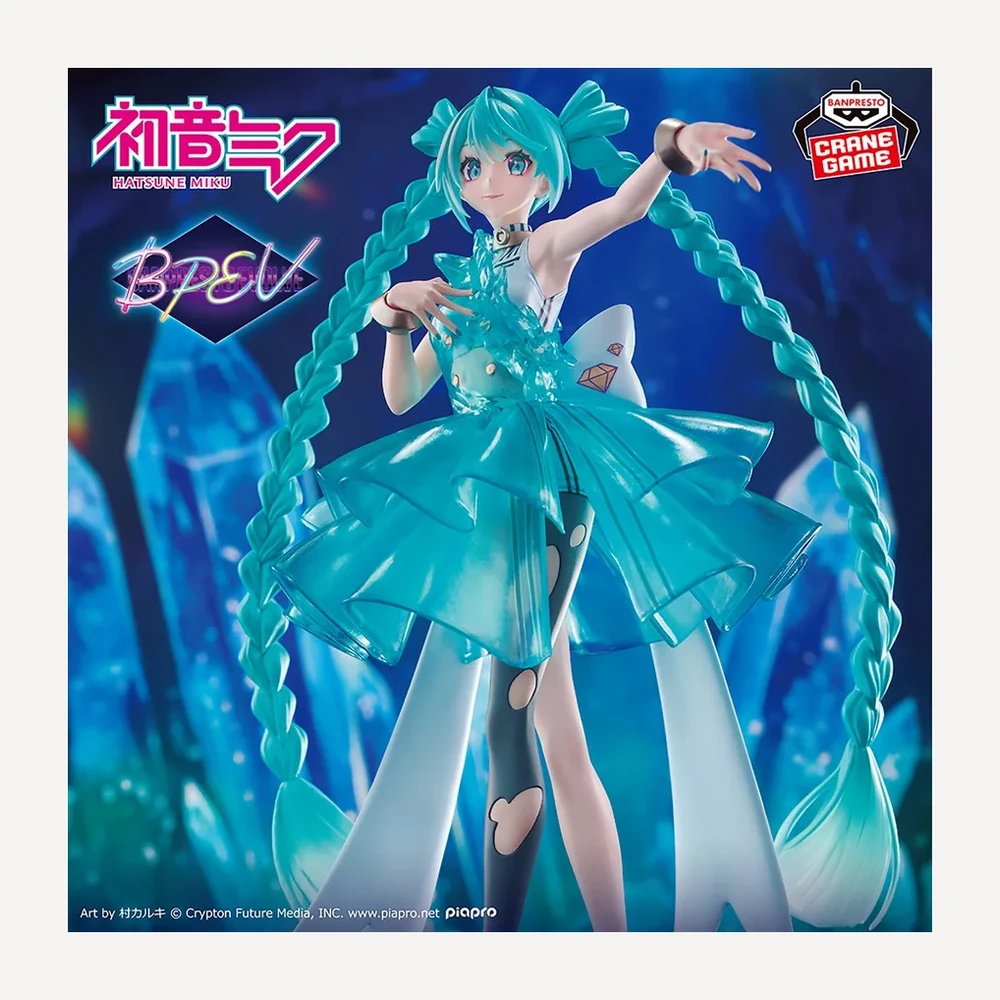 初音ミク
HATSUNE MIKU
BPEV
BANPRESTO
CRANE
GAME
Art by 村カルキ © Crypton Future Media, INC. www.piapro.net piapro